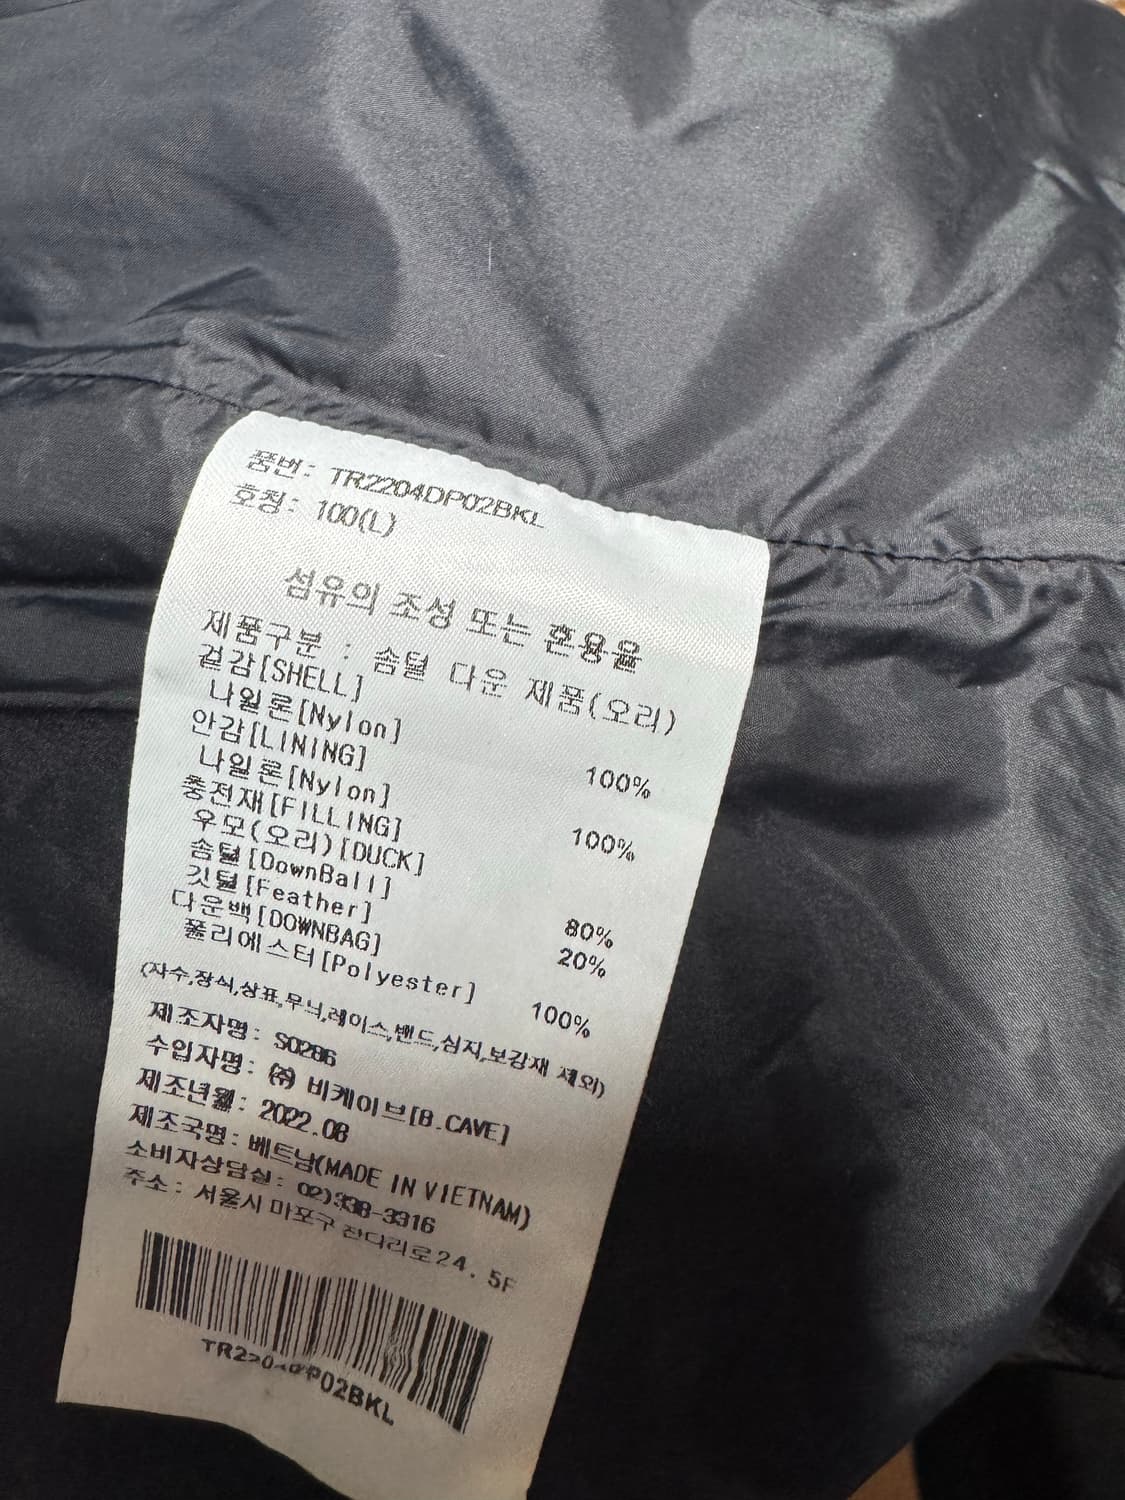 품번: TR2204DP02BKL
호칭: 100(L)
섬유의 조성 또는 혼용율
제품구분 : 솜털 다운 제품(오리)
겉감[SHELL]
나일론[Nylon] 100%
안감[LINING]
나일론[Nylon] 100%
충전재[FILLING]
우모(오리)[DUCK]
솜털[DownBall] 80%
깃털[Feather] 20%
다운백[DOWNBAG]
폴리에스터[Polyester] 100%
(자수,장식,상표,무늬,레이스,밴드,심지,보강재 제외)
제조자명: S0286
수입자명: ㈜ 비케이브[B.CAVE]
제조년월: 2022.08
제조국명: 베트남(MADE IN VIETNAM)
소비자상담실: 02)338-3316
주소: 서울시 마포구 잔다리로24. 5F
TR2204DP02BKL